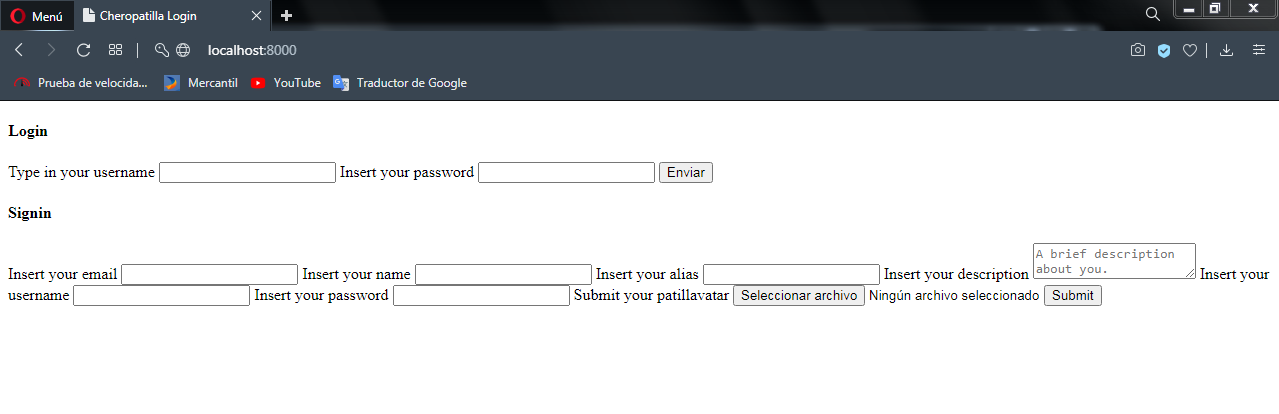 Menú Cheropatilla Login
localhost:8000
Prueba de velocida... Mercantil YouTube Traductor de Google
Login
Type in your username Insert your password Enviar
Signin
Insert your email Insert your name Insert your alias Insert your description A brief description about you. Insert your
username Insert your password Submit your patillavatar Seleccionar archivo Ningún archivo seleccionado Submit